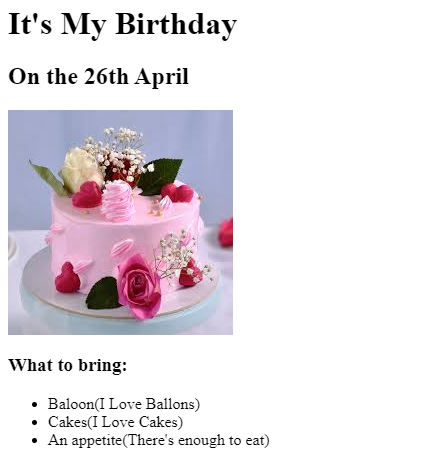 It's My Birthday
On the 26th April
What to bring:
Baloon(I Love Ballons)
Cakes(I Love Cakes)
An appetite(There's enough to eat)